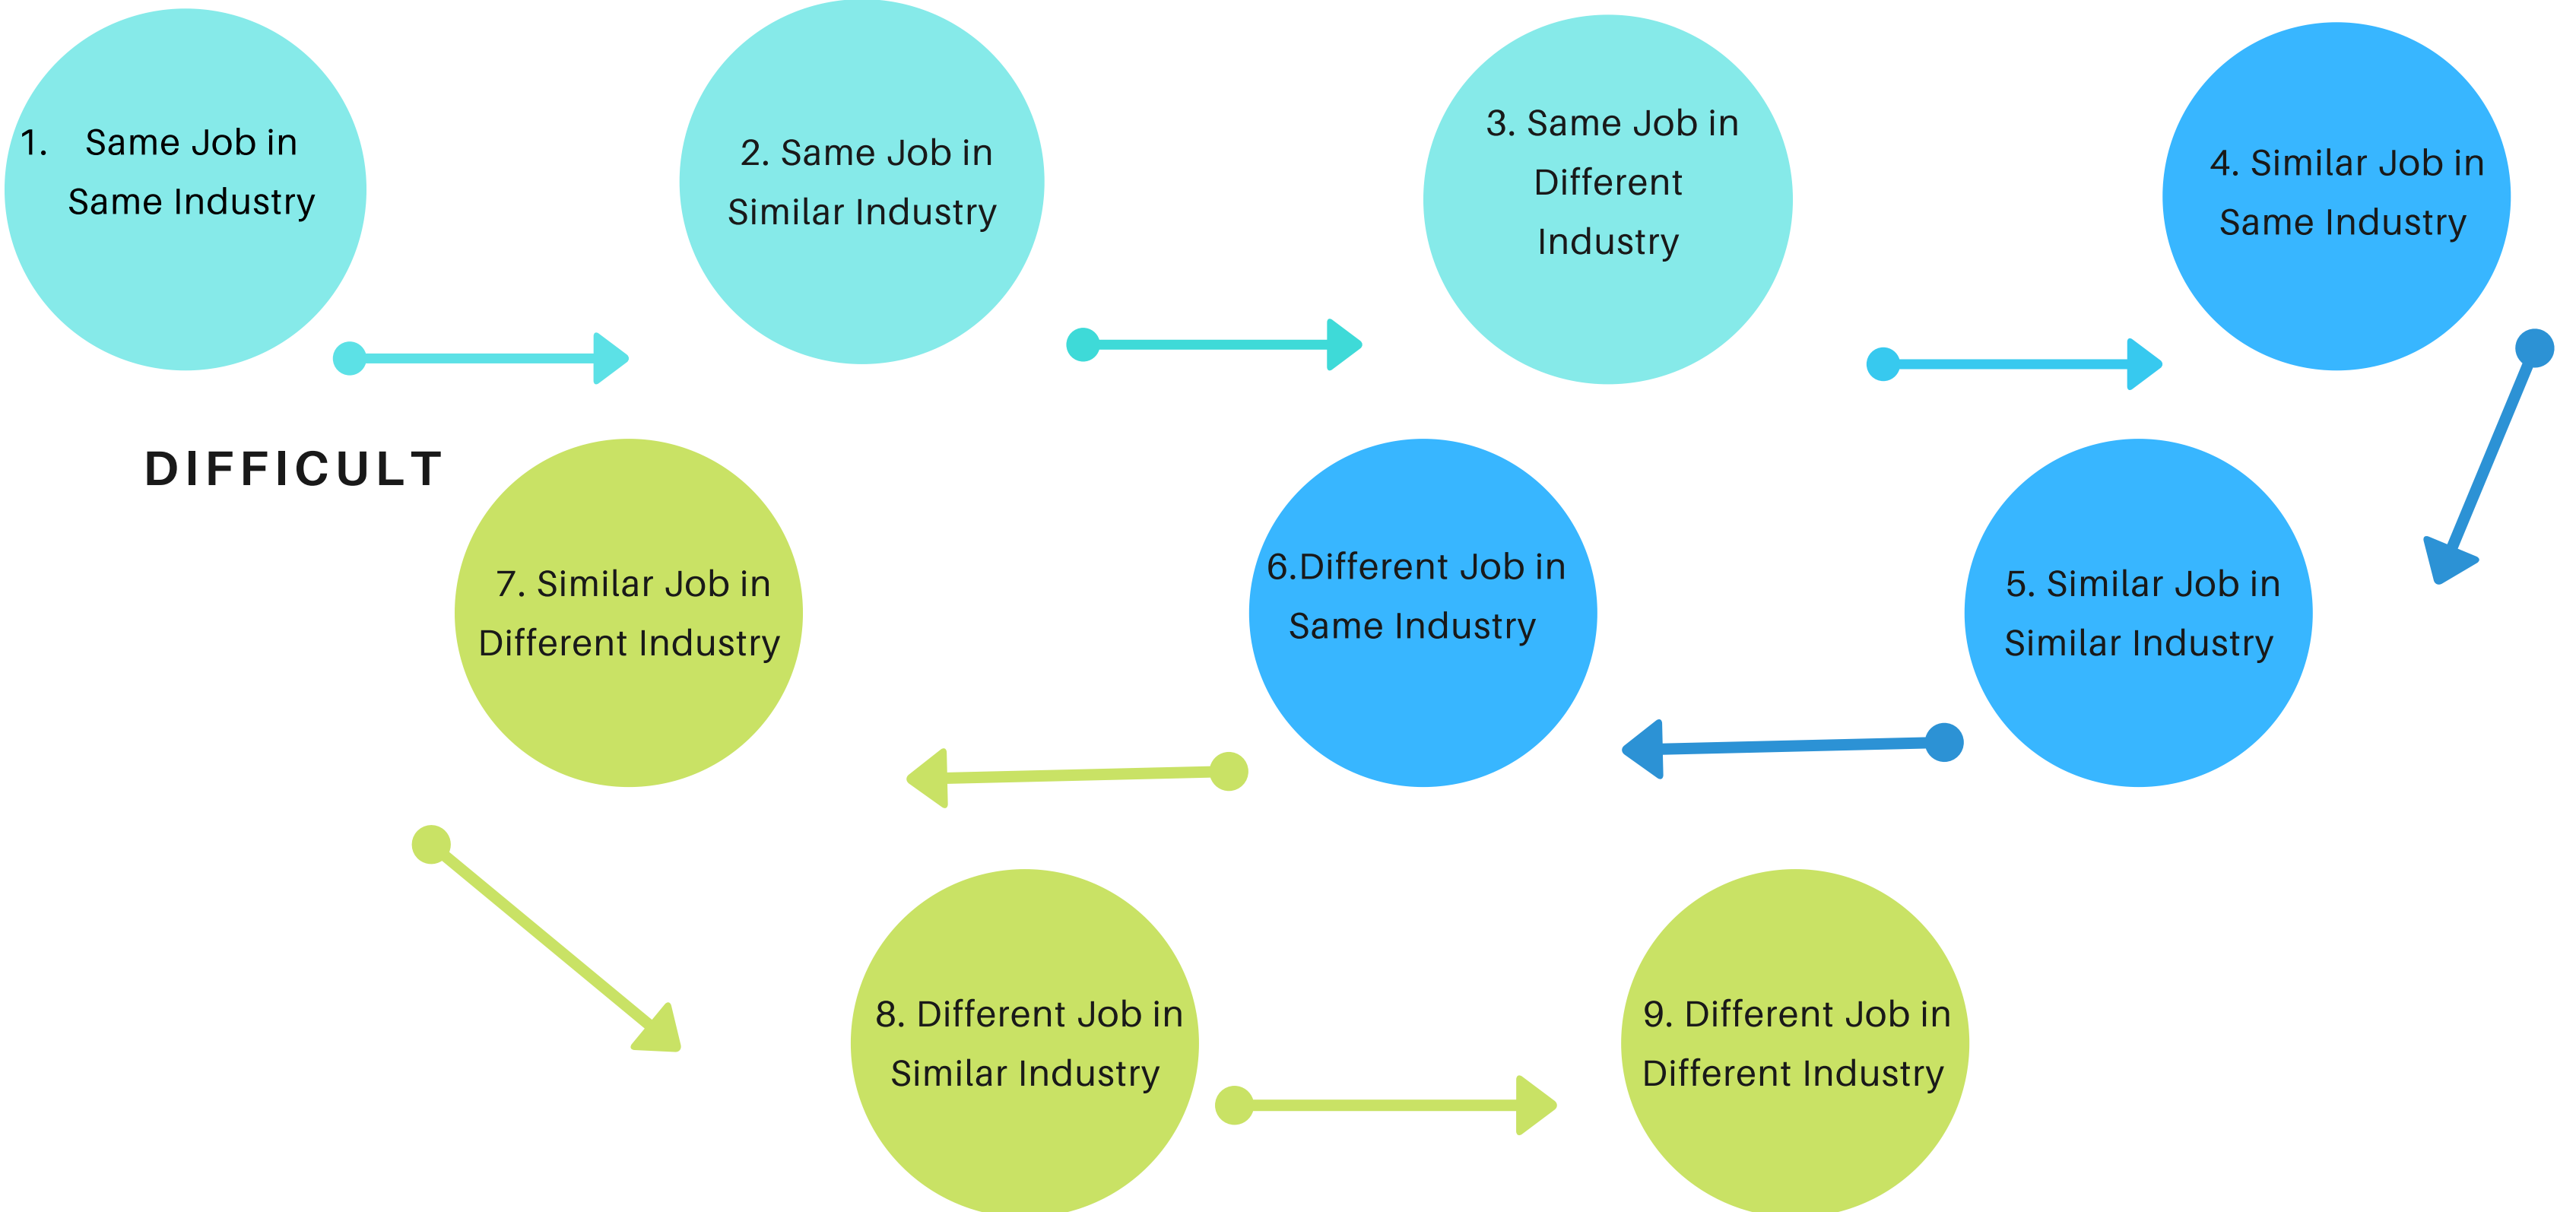 1. Same Job in
Same Industry
2. Same Job in
Similar Industry
3. Same Job in
Different
Industry
4. Similar Job in
Same Industry
DIFFICULT
7. Similar Job in
Different Industry
6.Different Job in
Same Industry
5. Similar Job in
Similar Industry
8. Different Job in
Similar Industry
9. Different Job in
Different Industry